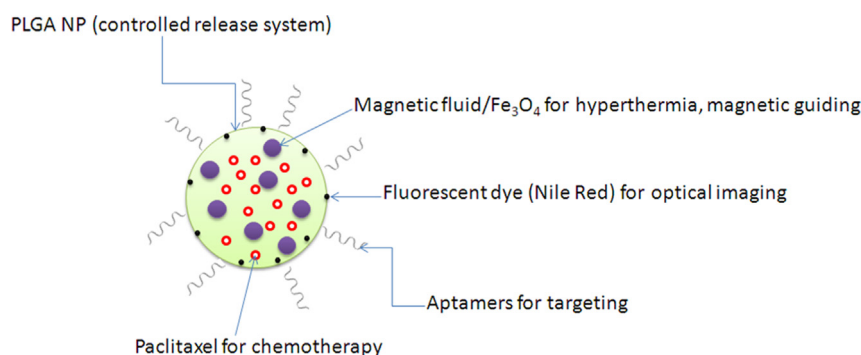 PLGA NP (controlled release system)
Magnetic fluid/Fe₃O₄ for hyperthermia, magnetic guiding
Fluorescent dye (Nile Red) for optical imaging
Aptamers for targeting
Paclitaxel for chemotherapy